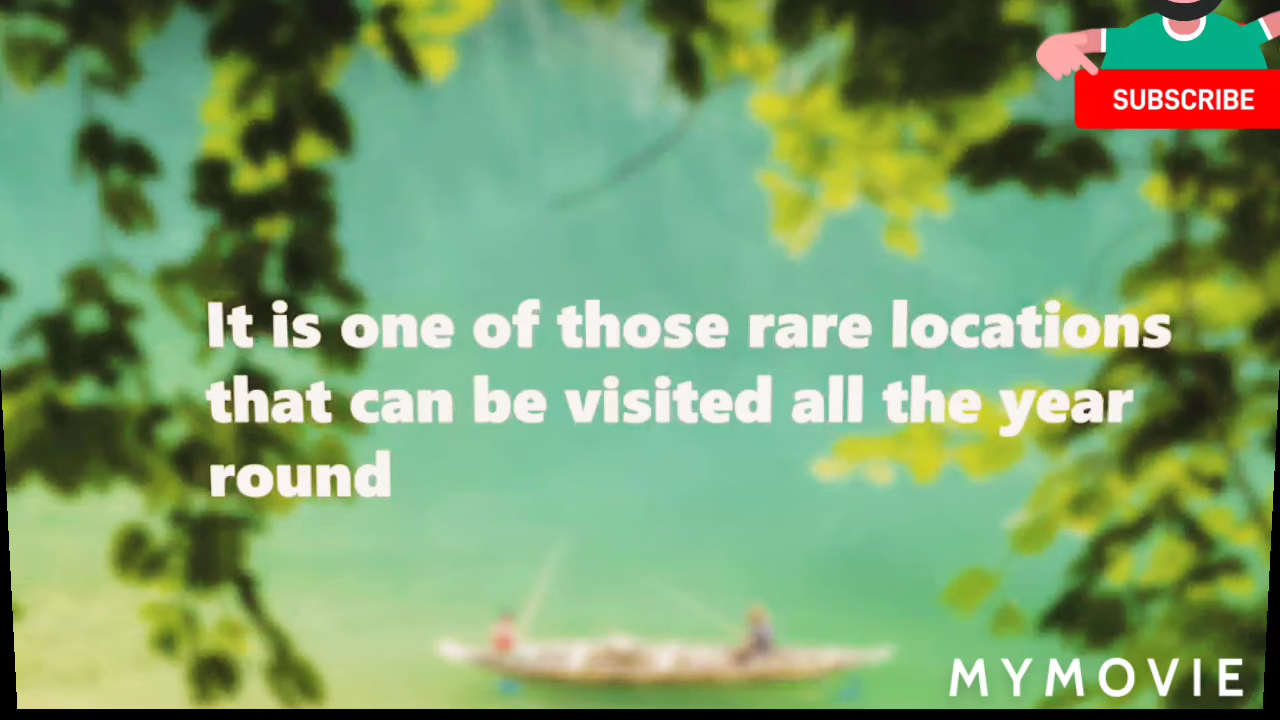 SUBSCRIBE
It is one of those rare locations
that can be visited all the year
round
MYMOVIE